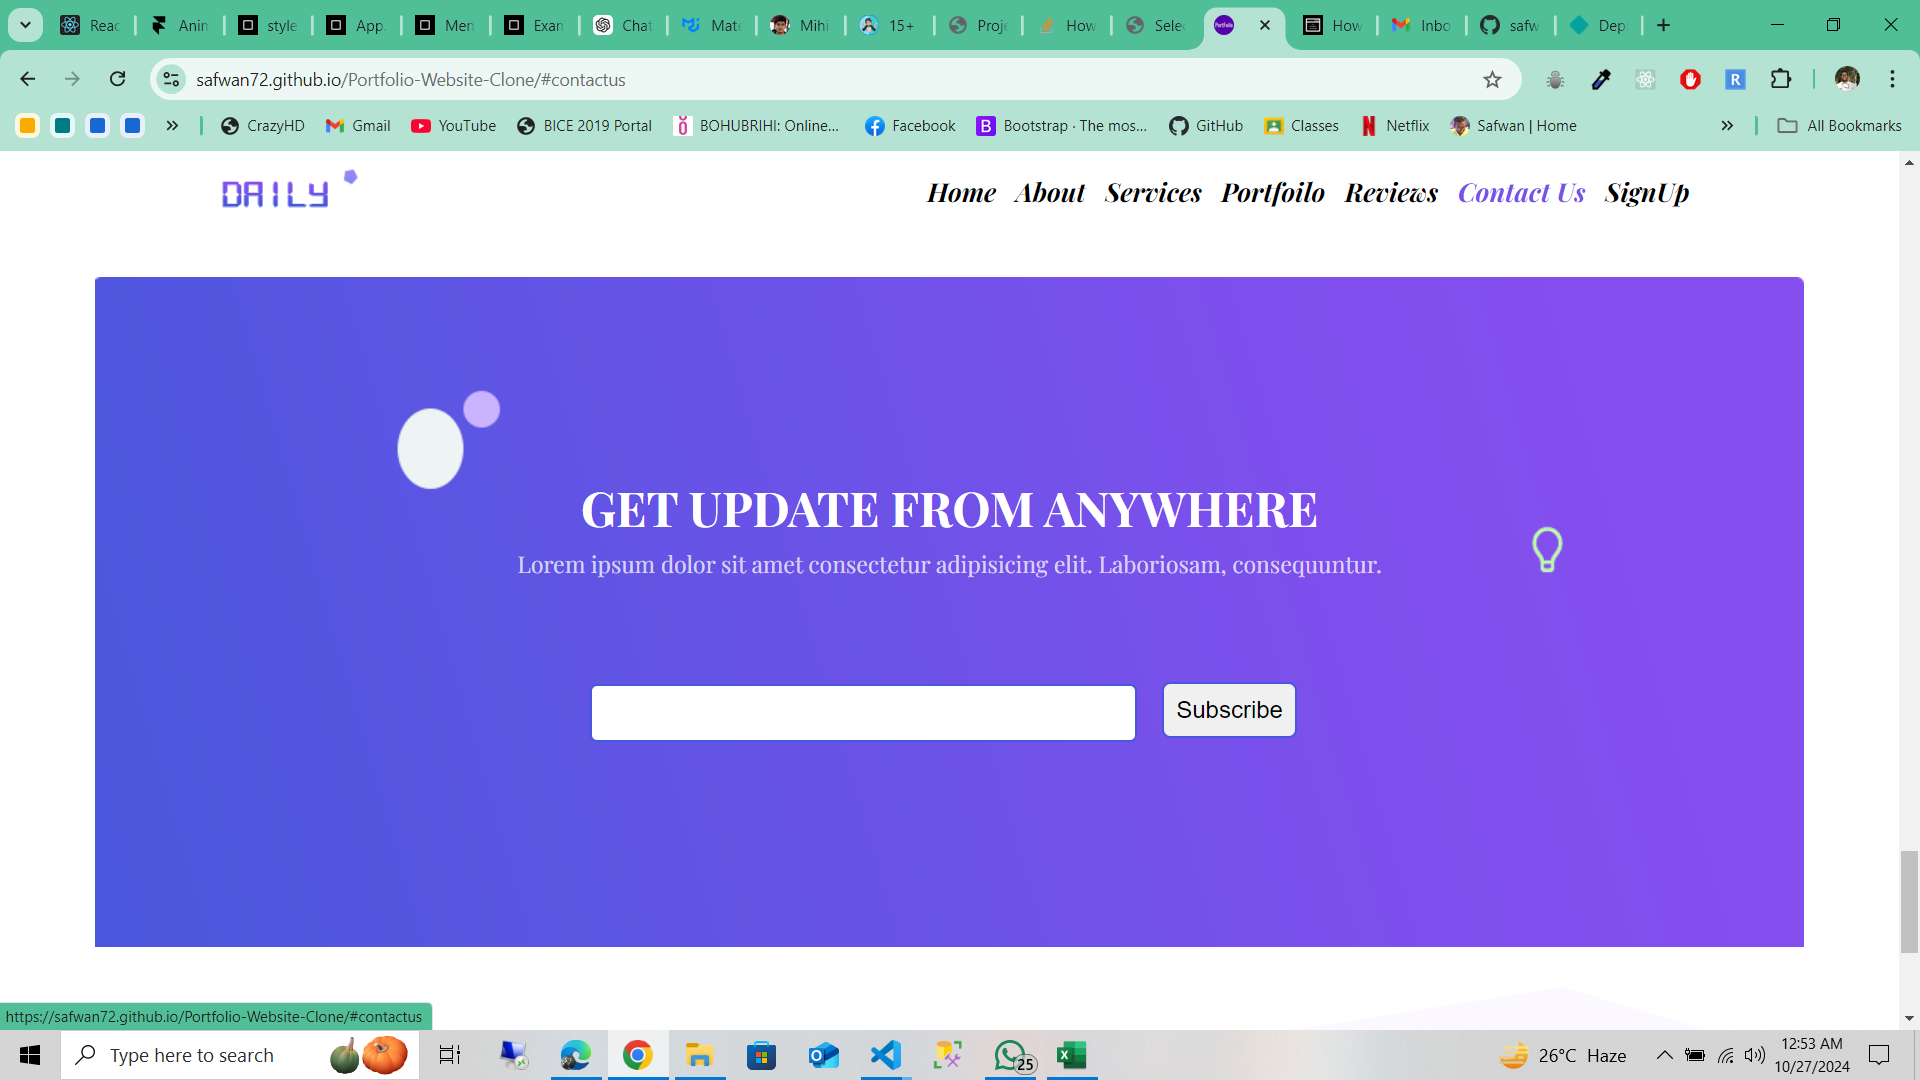 Reac
Anin
style
App.
Men
Exan
Chat
Mate
Mihi
15+
Proje
How
Selec
Portfolio
How
Inbo
safw
Dep
safwan72.github.io/Portfolio-Website-Clone/#contactus
R
CrazyHD
Gmail
YouTube
BICE 2019 Portal
BOHUBRIHI: Online...
Facebook
Bootstrap · The mos...
GitHub
Classes
Netflix
Safwan | Home
All Bookmarks
DAILY
Home About Services Portfoilo Reviews Contact Us SignUp
GET UPDATE FROM ANYWHERE
Lorem ipsum dolor sit amet consectetur adipisicing elit. Laboriosam, consequuntur.
Subscribe
https://safwan72.github.io/Portfolio-Website-Clone/#contactus
Type here to search
25
26°C Haze
12:53 AM
10/27/2024